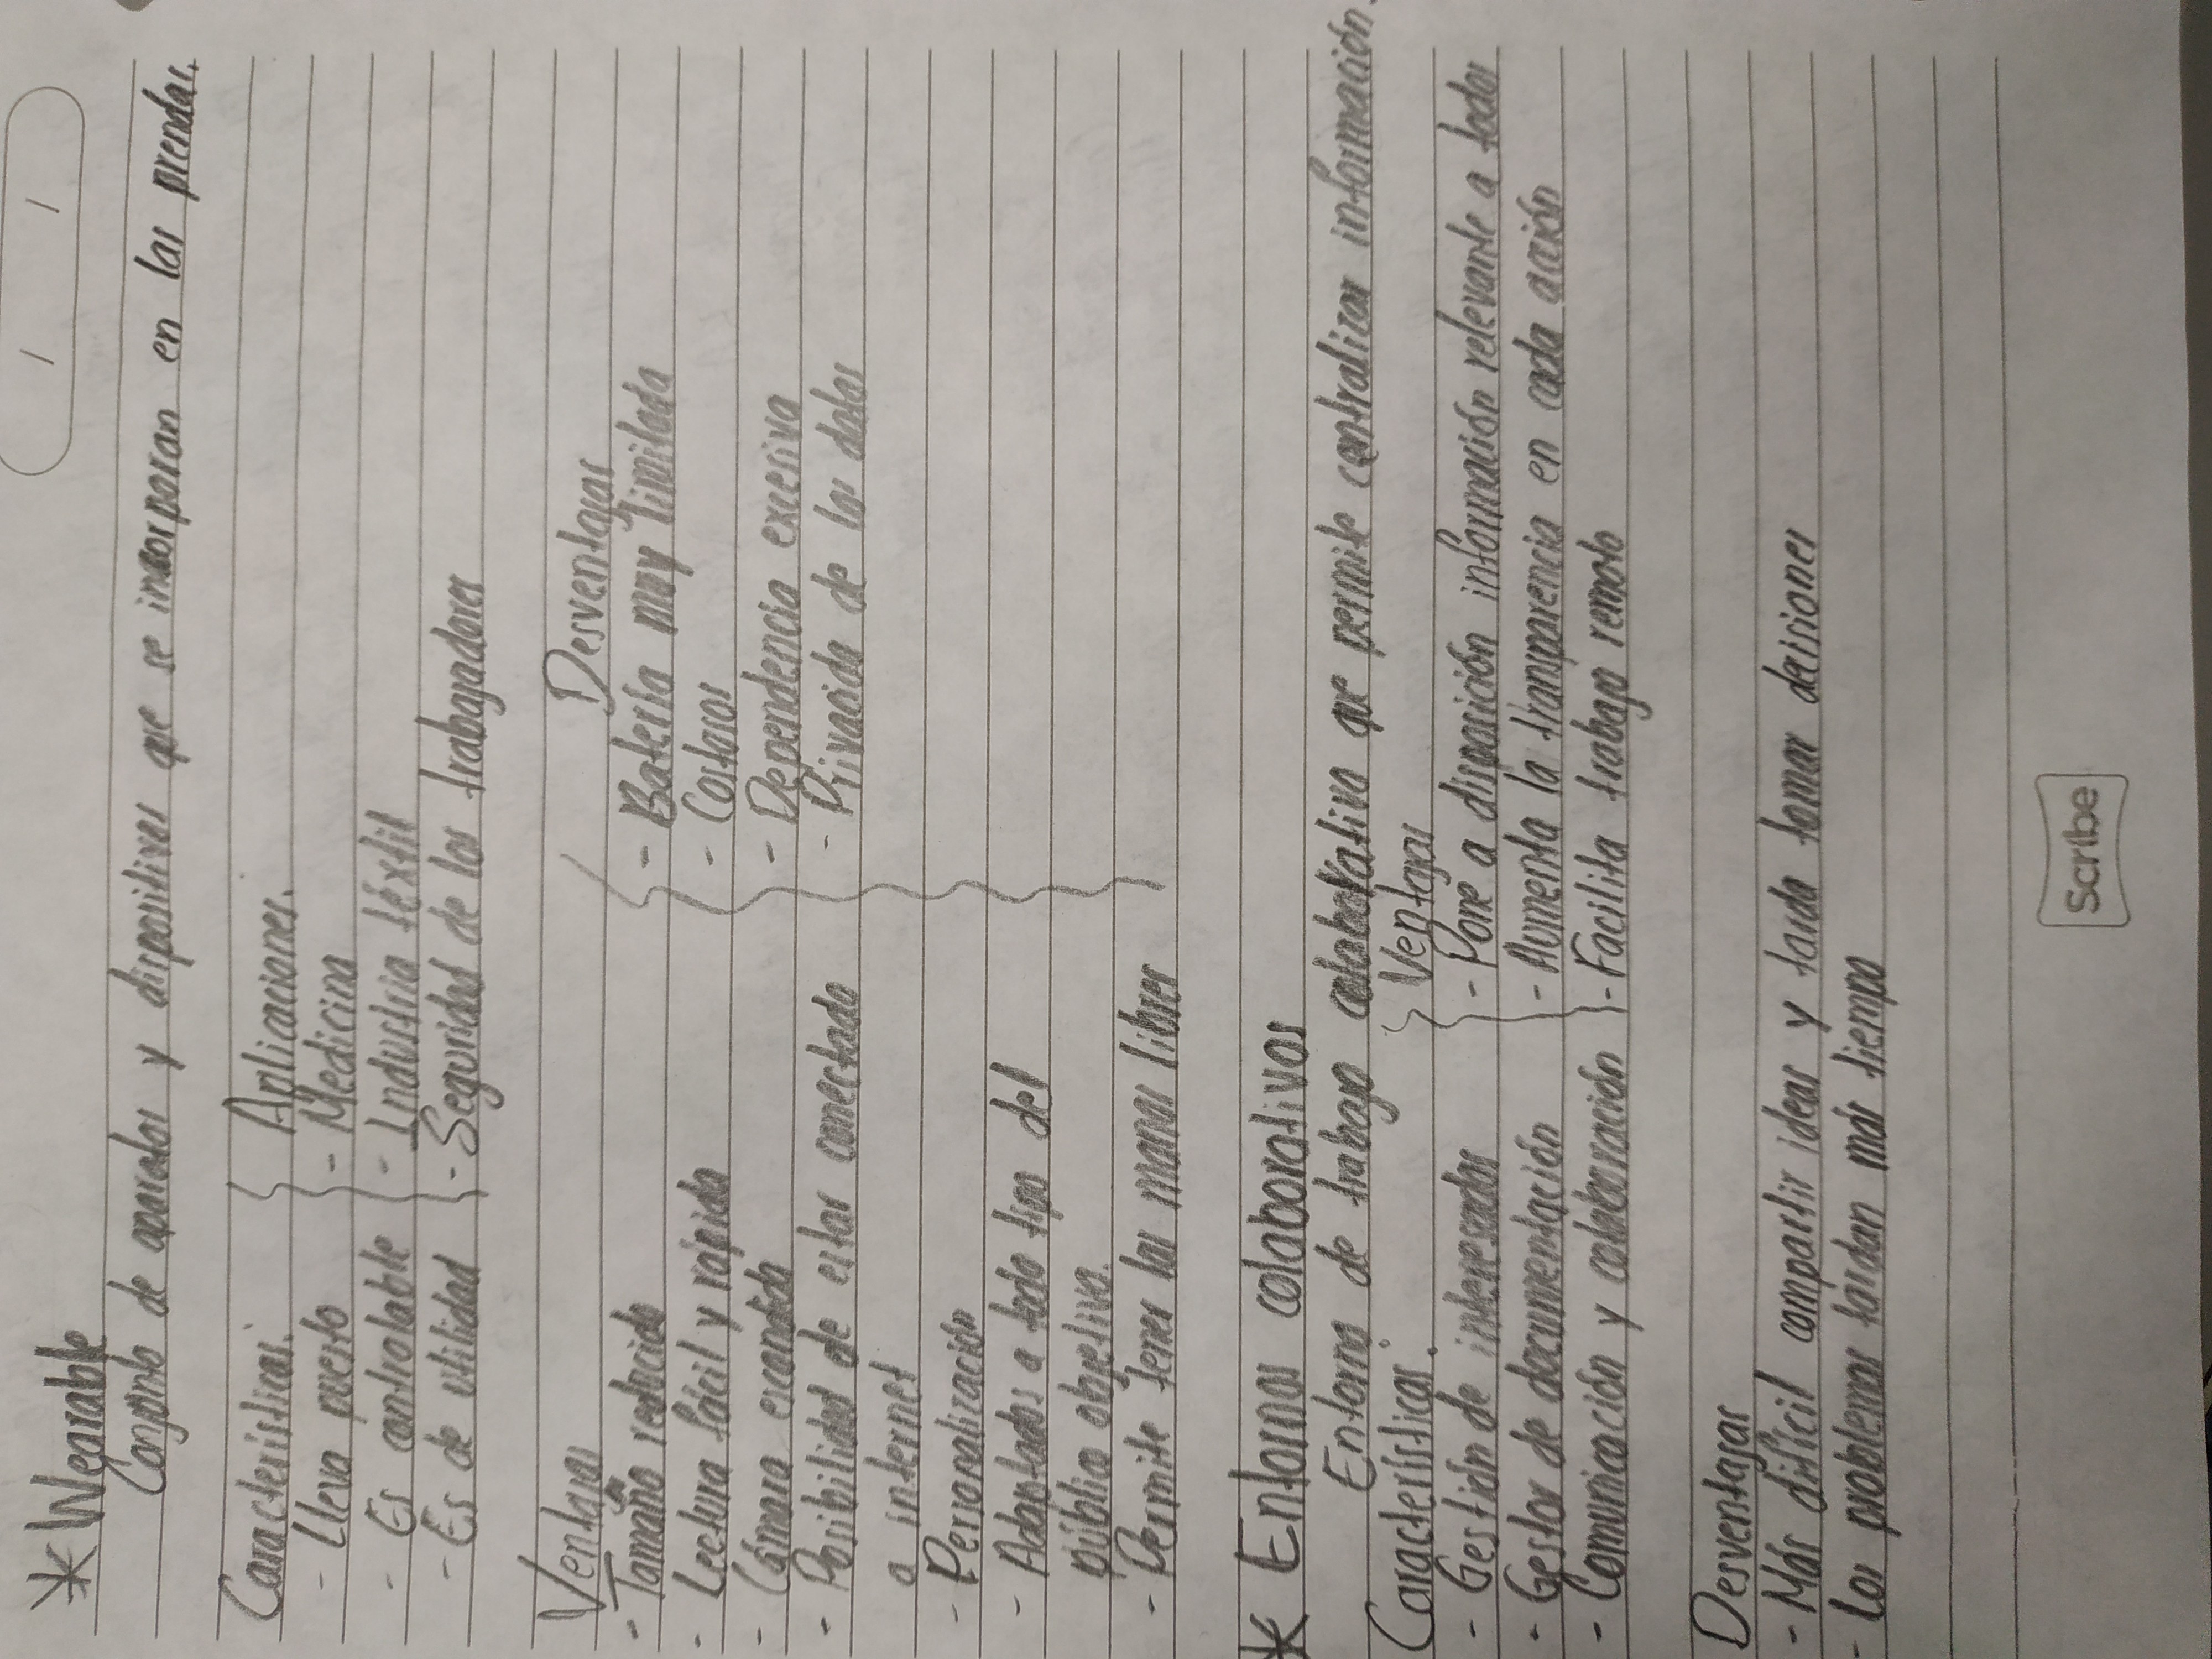 * Wearable
Conjunto de aparatos y dispositivos que se incorporan en las prendas.
Características.
- Lleva puesto
- Es controlable
- Es de utilidad
Aplicaciones.
- Medicina
- Industria téxtil
- Seguridad de los trabajadores
Ventajas
- Tamaño reducido
- Lectura fácil y rápida
- Cámara escondida
- Posibilidad de estar conectado
a internet
- Personalización
- Adaptados a todo tipo del
público objetivo.
- Permite tener las manos libres
Desventajas
- Batería muy limitada
- Costosos
- Dependencia excesiva
- Privacida de los datos
* Entornos colaborativos
Entorno de trabajo colaborativo que permite centralizar información.
Características.
- Gestión de interesados
- Gestor de documentación
- Comunicación y colaboración
Ventajas
- Pone a disposición información relevante a todos
- Aumenta la transparencia en cada acción
- Facilita trabajo remoto
Desventajas
- Más difícil compartir ideas y tarda tomar decisiones
- Los problemas tardan más tiempo
Scribe